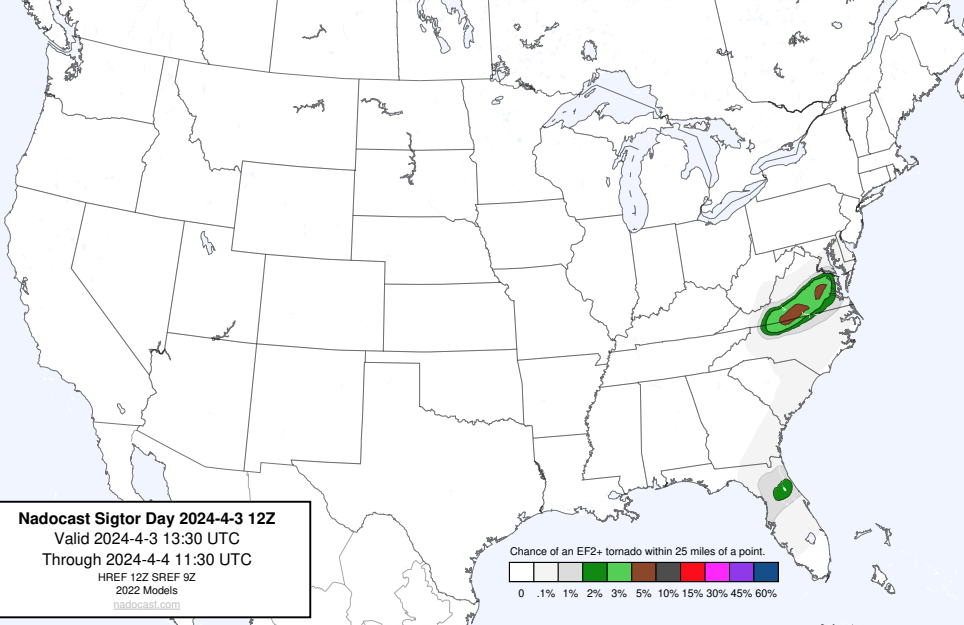 Nadocast Sigtor Day 2024-4-3 12Z
Valid 2024-4-3 13:30 UTC
Through 2024-4-4 11:30 UTC
HREF 12Z SREF 9Z
2022 Models
nadocast.com
Chance of an EF2+ tornado within 25 miles of a point.
0 .1% 1% 2% 3% 5% 10% 15% 30% 45% 60%